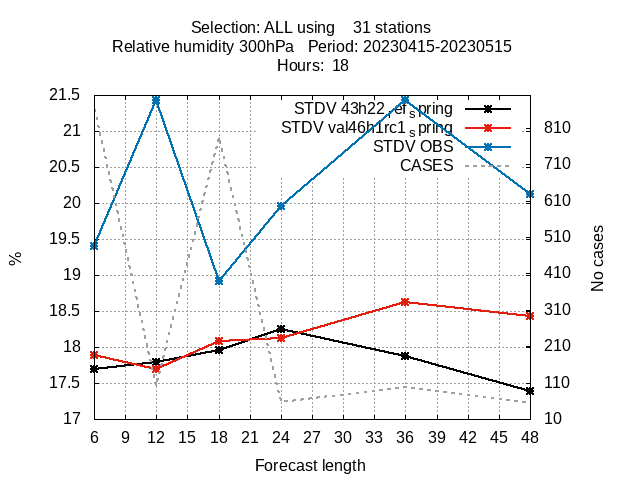 Selection: ALL using    31 stations
Relative humidity 300hPa   Period: 20230415-20230515
Hours:  18
STDV 43h22_ref_spring
STDV val46h1rc1_spring
STDV OBS
CASES
21.5
21
20.5
20
19.5
19
18.5
18
17.5
17
%
810
710
610
510
410
310
210
110
10
No cases
6 9 12 15 18 21 24 27 30 33 36 39 42 45 48
Forecast length